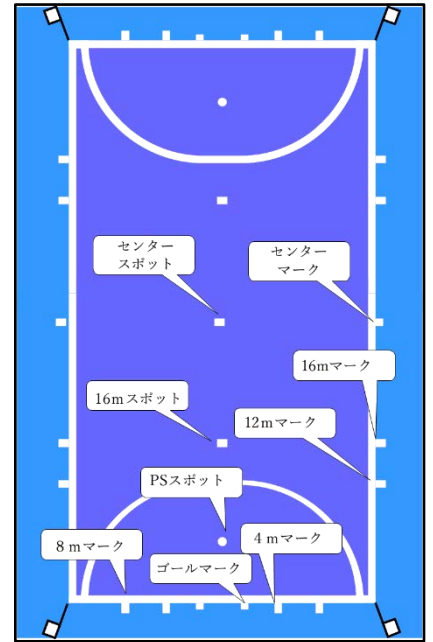 センター
スポット
センター
マーク
16mマーク
16mスポット
12mマーク
PSスポット
8 mマーク
4 mマーク
ゴールマーク